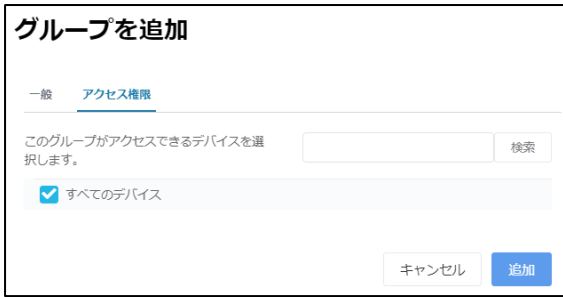 グループを追加
一般 アクセス権限
このグループがアクセスできるデバイスを選
択します。
検索
すべてのデバイス
キャンセル 追加